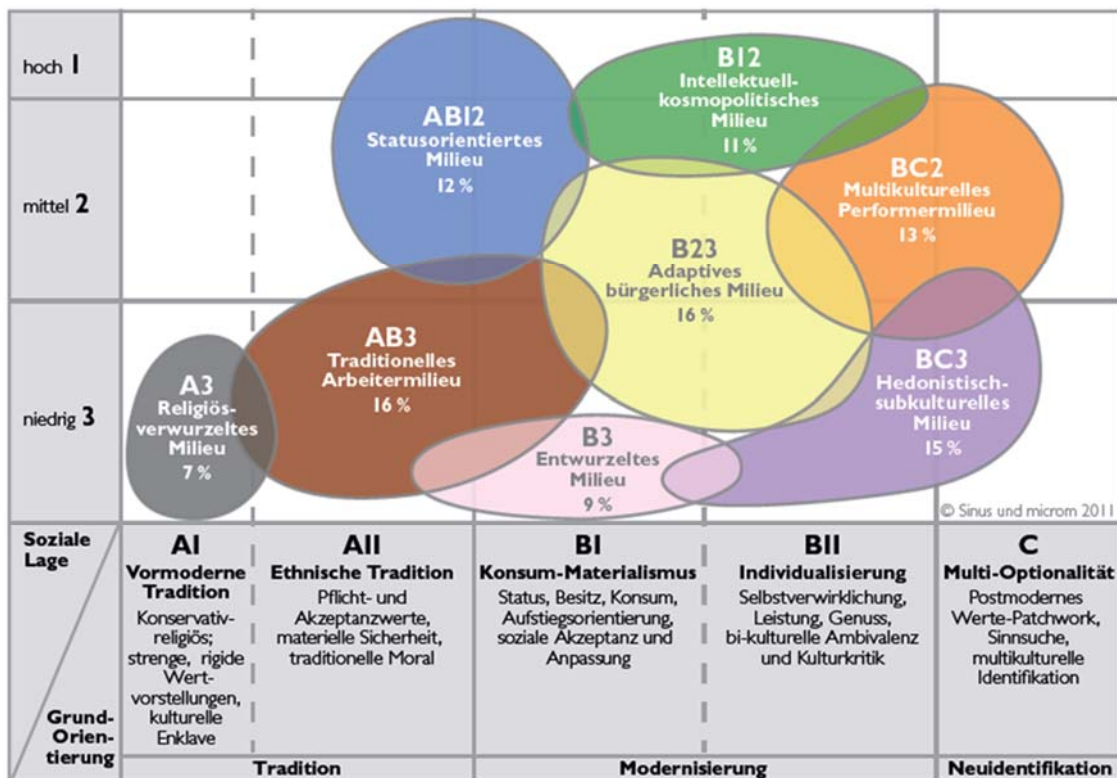 hoch 1
mittel 2
niedrig 3
AB12
Statusorientiertes
Milieu
12 %
B12
Intellektuell-
kosmopolitisches
Milieu
11 %
BC2
Multikulturelles
Performermilieu
13 %
B23
Adaptives
bürgerliches Milieu
16 %
AB3
Traditionelles
Arbeitermilieu
16 %
A3
Religiös-
verwurzeltes
Milieu
7 %
B3
Entwurzeltes
Milieu
9 %
BC3
Hedonistisch-
subkulturelles
Milieu
15 %
© Sinus und microm 2011
Soziale
Lage
Grund-
Orien-
tierung
AI
Vormoderne
Tradition
Konservativ-
religiös;
strenge, rigide
Wert-
vorstellungen,
kulturelle
Enklave
AII
Ethnische Tradition
Pflicht- und
Akzeptanzwerte,
materielle Sicherheit,
traditionelle Moral
BI
Konsum-Materialismus
Status, Besitz, Konsum,
Aufstiegsorientierung,
soziale Akzeptanz und
Anpassung
BII
Individualisierung
Selbstverwirklichung,
Leistung, Genuss,
bi-kulturelle Ambivalenz
und Kulturkritik
C
Multi-Optionalität
Postmodernes
Werte-Patchwork,
Sinnsuche,
multikulturelle
Identifikation
Tradition
Modernisierung
Neuidentifikation